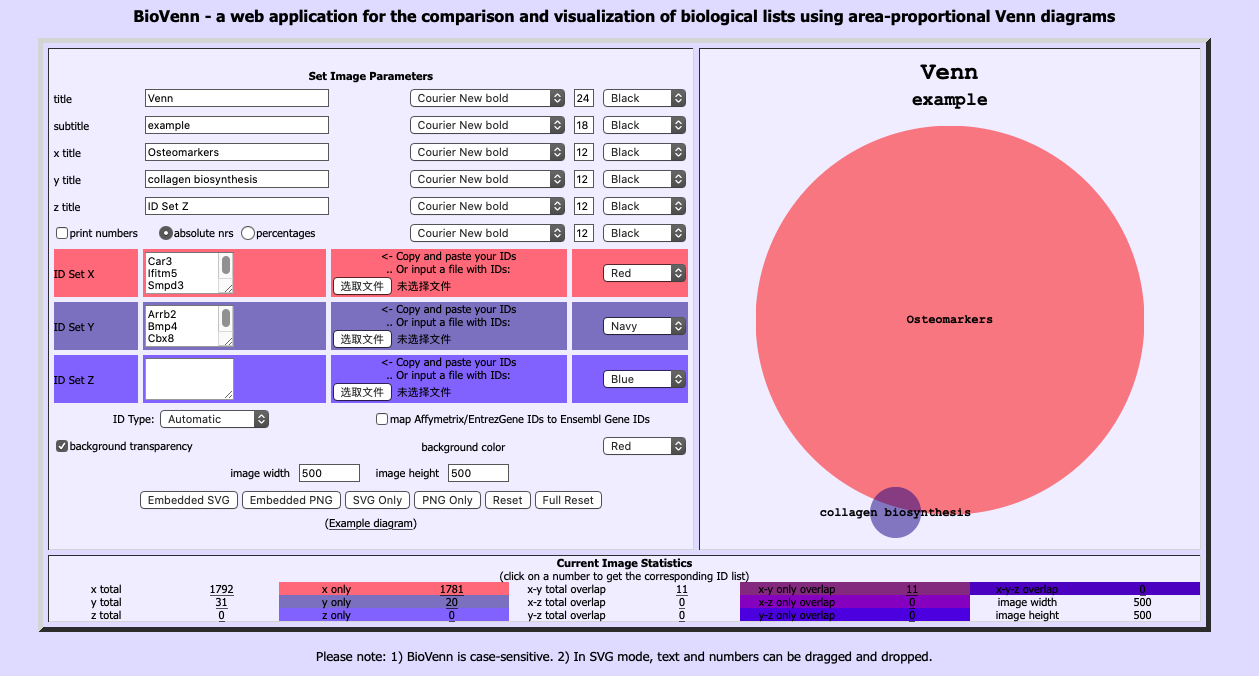 BioVenn - a web application for the comparison and visualization of biological lists using area-proportional Venn diagrams
Set Image Parameters
title Venn Courier New bold 24 Black
subtitle example Courier New bold 18 Black
x title Osteomarkers Courier New bold 12 Black
y title collagen biosynthesis Courier New bold 12 Black
z title ID Set Z Courier New bold 12 Black
print numbers absolute nrs percentages Courier New bold 12 Black
ID Set X
Car3
Ifitm5
Smpd3
<- Copy and paste your IDs
.. Or input a file with IDs:
选取文件 未选择文件
Red
ID Set Y
Arrb2
Bmp4
Cbx8
<- Copy and paste your IDs
.. Or input a file with IDs:
选取文件 未选择文件
Navy
ID Set Z
<- Copy and paste your IDs
.. Or input a file with IDs:
选取文件 未选择文件
Blue
ID Type: Automatic map Affymetrix/EntrezGene IDs to Ensembl Gene IDs
background transparency background color Red
image width 500 image height 500
Embedded SVG Embedded PNG SVG Only PNG Only Reset Full Reset
(Example diagram)
Venn
example
Osteomarkers
collagen biosynthesis
Current Image Statistics
(click on a number to get the corresponding ID list)
x total 1792 x only 1781 x-y total overlap 11 x-y only overlap 11 x-y-z overlap 0
y total 31 y only 20 x-z total overlap 0 x-z only overlap 0 image width 500
z total 0 z only 0 y-z total overlap 0 y-z only overlap 0 image height 500
Please note: 1) BioVenn is case-sensitive. 2) In SVG mode, text and numbers can be dragged and dropped.